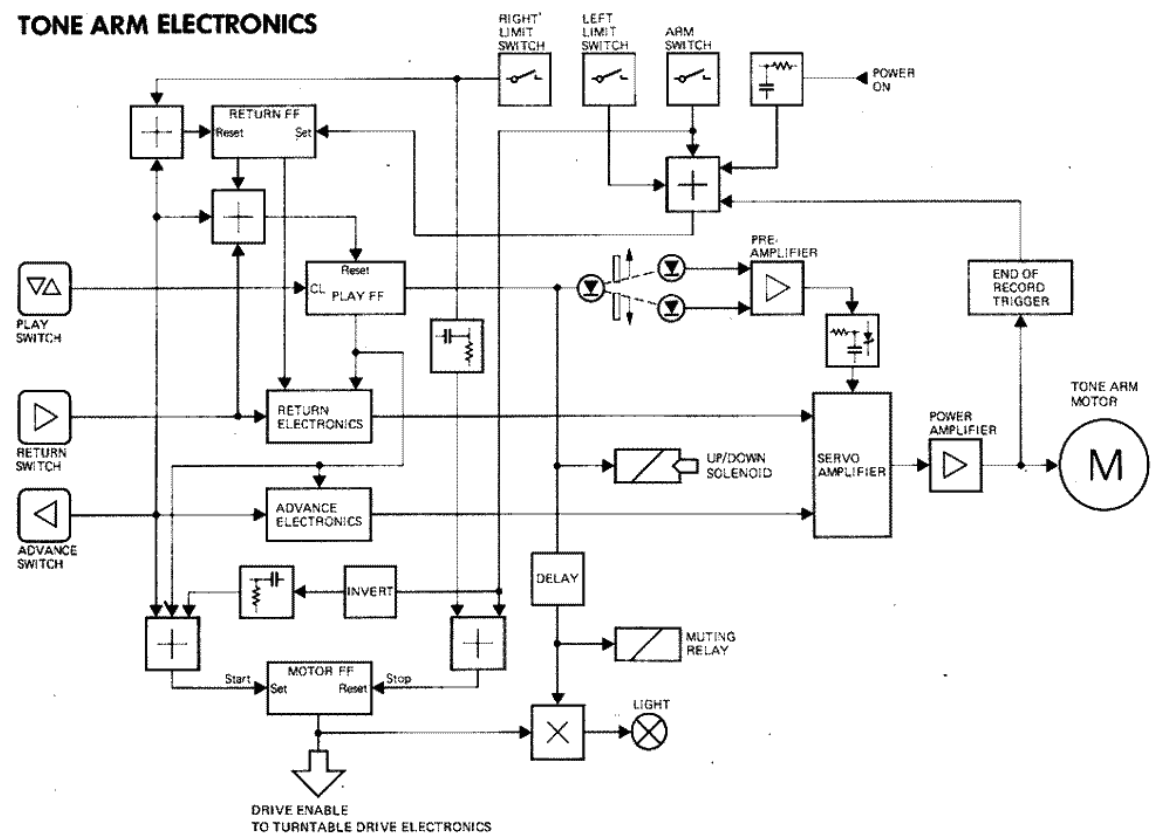 TONE ARM ELECTRONICS
RIGHT
LIMIT
SWITCH
LEFT
LIMIT
SWITCH
ARM
SWITCH
POWER
ON
RETURN FF
Reset
Set
PRE-
AMPLIFIER
Reset
CL
PLAY FF
END OF
RECORD
TRIGGER
PLAY
SWITCH
RETURN
ELECTRONICS
TONE ARM
MOTOR
POWER
AMPLIFIER
RETURN
SWITCH
UP/DOWN
SOLENOID
SERVO
AMPLIFIER
M
ADVANCE
ELECTRONICS
ADVANCE
SWITCH
INVERT
DELAY
MUTING
RELAY
MOTOR FF
Start
Set
Reset
Stop
LIGHT
DRIVE ENABLE
TO TURNTABLE DRIVE ELECTRONICS